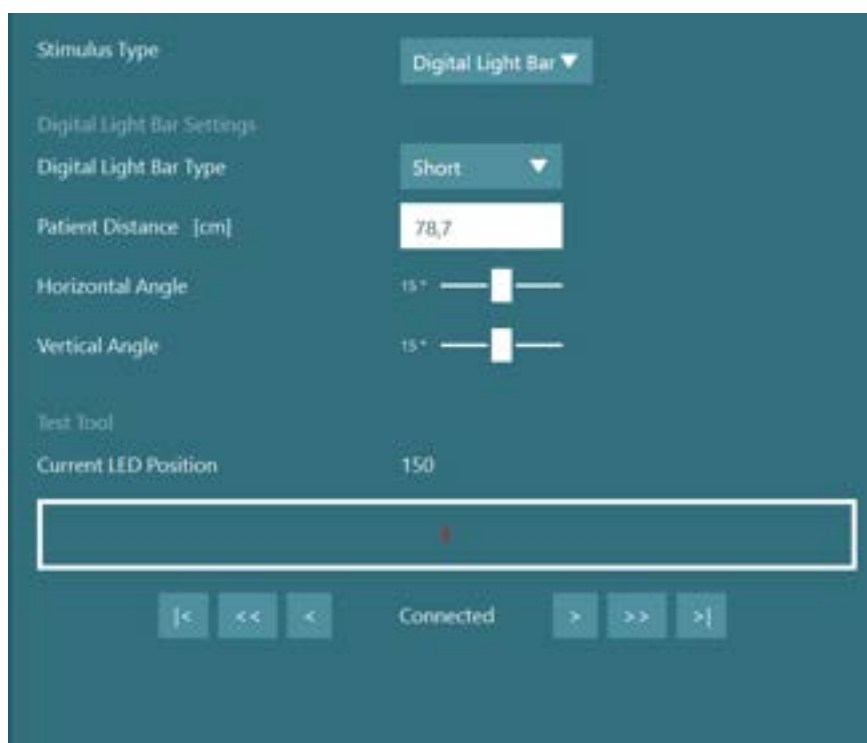 Stimulus Type
Digital Light Bar
Digital Light Bar Settings
Digital Light Bar Type
Short
Patient Distance [cm]
78,7
Horizontal Angle
15 °
Vertical Angle
15 °
Test Tool
Current LED Position
150
|< << < Connected > >> >|